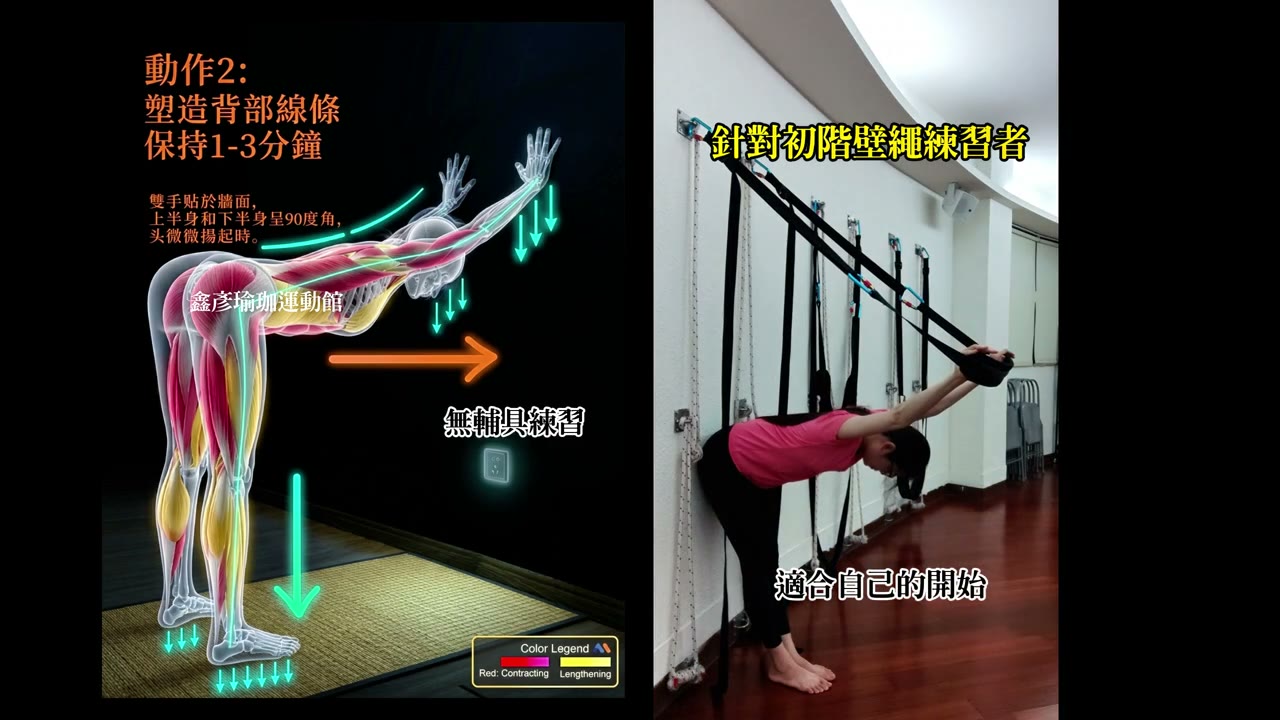 動作2:
塑造背部線條
保持1-3分鐘
雙手贴於牆面,
上半身和下半身呈90度角,
头微微揚起時。
鑫彦瑜珈運動館
無輔具練習
Color Legend
Red: Contracting
Lengthening
針對初階壁繩練習者
適合自己的開始